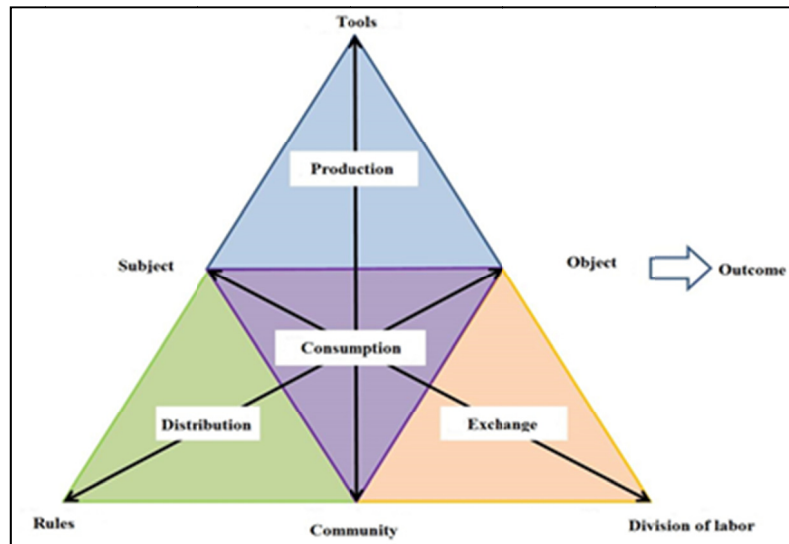 Tools
Production
Subject
Object
Outcome
Consumption
Distribution
Exchange
Rules
Community
Division of labor